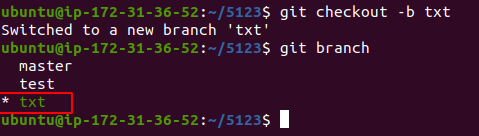 ubuntu@ip-172-31-36-52:~/5123$ git checkout -b txt
Switched to a new branch 'txt'
ubuntu@ip-172-31-36-52:~/5123$ git branch
  master
  test
* txt
ubuntu@ip-172-31-36-52:~/5123$